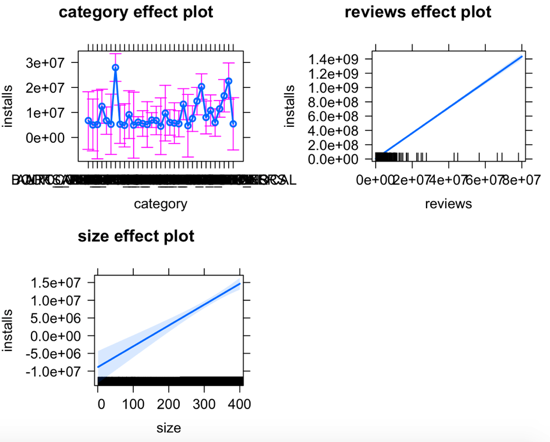 category effect plot
installs
3e+07
2e+07
1e+07
0e+00
category
reviews effect plot
installs
1.4e+09
1.2e+09
1.0e+09
8.0e+08
6.0e+08
4.0e+08
2.0e+08
0.0e+00
0e+00 2e+07 4e+07 6e+07 8e+07
reviews
size effect plot
installs
1.5e+07
1.0e+07
5.0e+06
0.0e+00
-5.0e+06
-1.0e+07
0 100 200 300 400
size